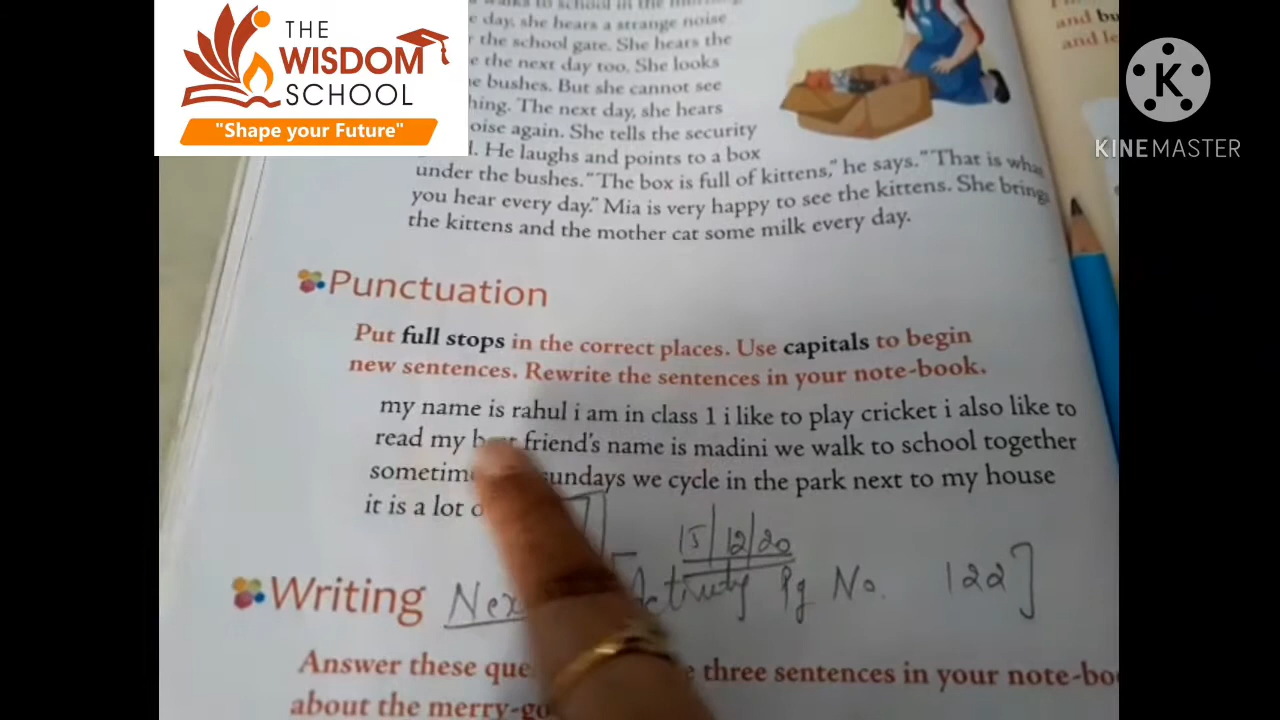 THE
WISDOM
SCHOOL
"Shape your Future"
K
KINEMASTER
day, she hears a strange noise
the school gate. She hears the
the next day too. She looks
bushes. But she cannot see
The next day, she hears
again. She tells the security
He laughs and points to a box
under the bushes. "The box is full of kittens," he says. "That is what
you hear every day." Mia is very happy to see the kittens. She brings
the kittens and the mother cat some milk every day.
and
and
Punctuation
Put full stops in the correct places. Use capitals to begin
new sentences. Rewrite the sentences in your note-book.
my name is rahul i am in class 1 i like to play cricket i also like to
read my friend's name is madini we walk to school together
sundays we cycle in the park next to my house
it is a lot
15/12/20
Writing Activity Pg No. 122]
Answer these three sentences in your
about the